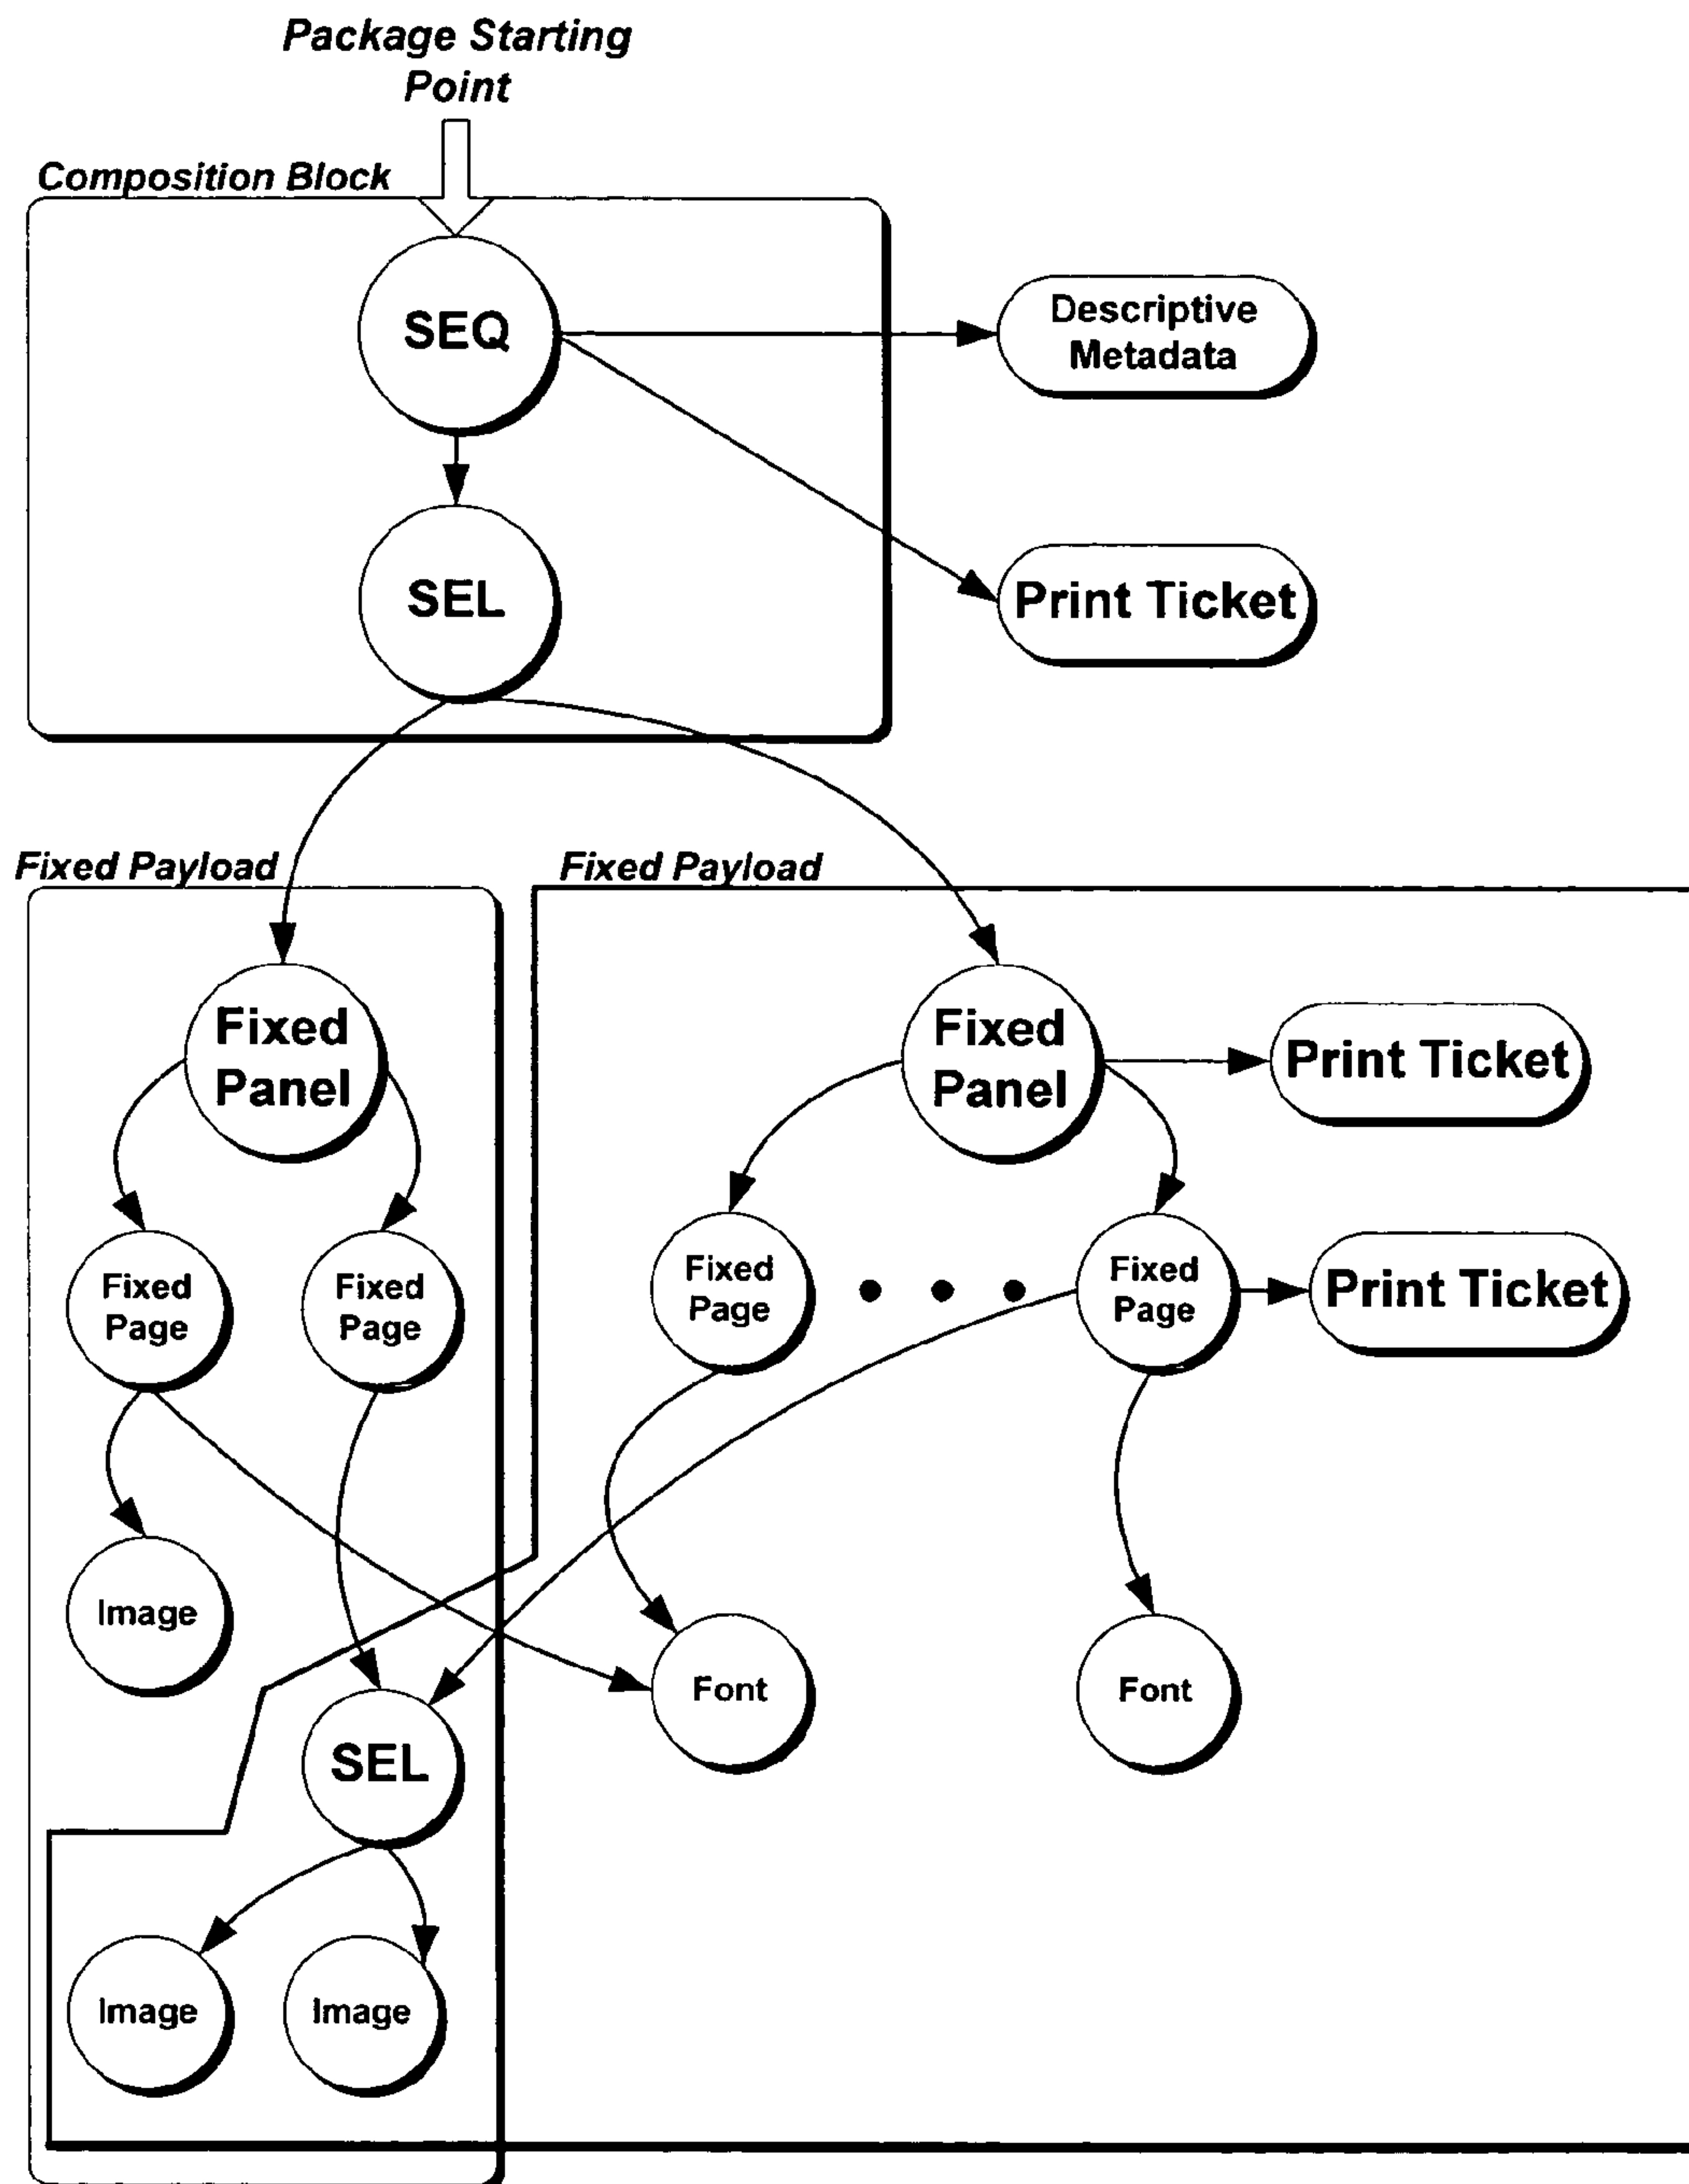 Package Starting
Point
Composition Block
SEQ
Descriptive
Metadata
SEL
Print Ticket
Fixed Payload
Fixed Payload
Fixed
Panel
Fixed
Panel
Print Ticket
Fixed
Page
Fixed
Page
Fixed
Page
Fixed
Page
Print Ticket
Image
Font
Font
SEL
Image
Image